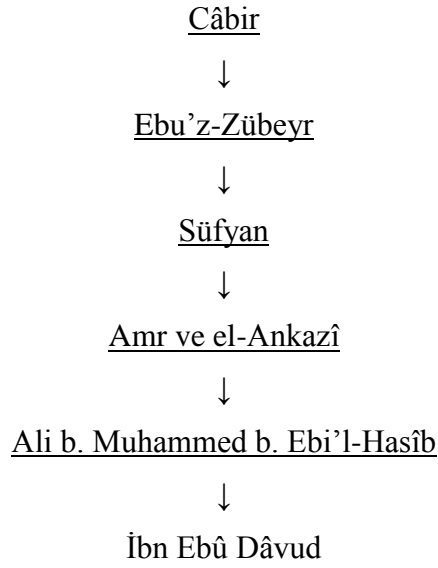 Câbir
↓
Ebu’z-Zübeyr
↓
Süfyan
↓
Amr ve el-Ankazî
↓
Ali b. Muhammed b. Ebi’l-Hasîb
↓
İbn Ebû Dâvud